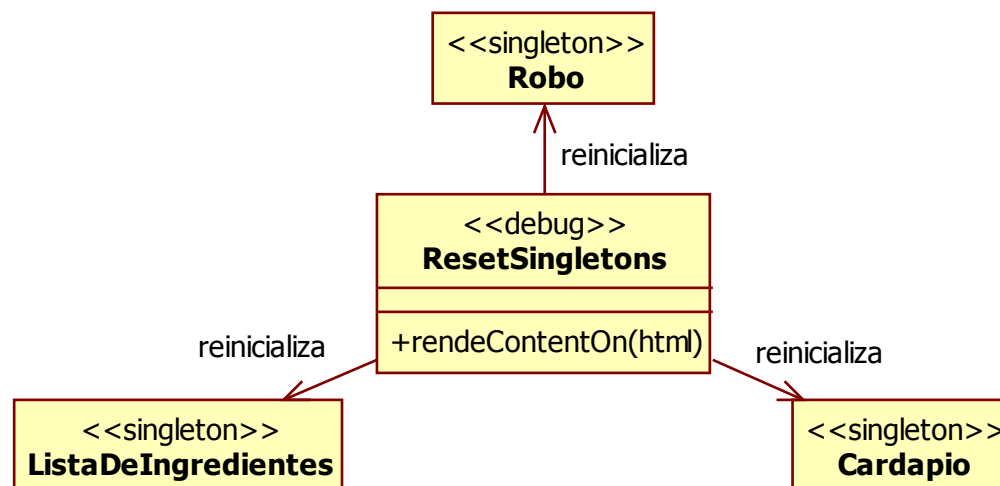 <<singleton>>
Robo
reinicializa
<<debug>>
ResetSingletons
+rendeContentOn(html)
reinicializa
reinicializa
<<singleton>>
ListaDeIngredientes
<<singleton>>
Cardapio